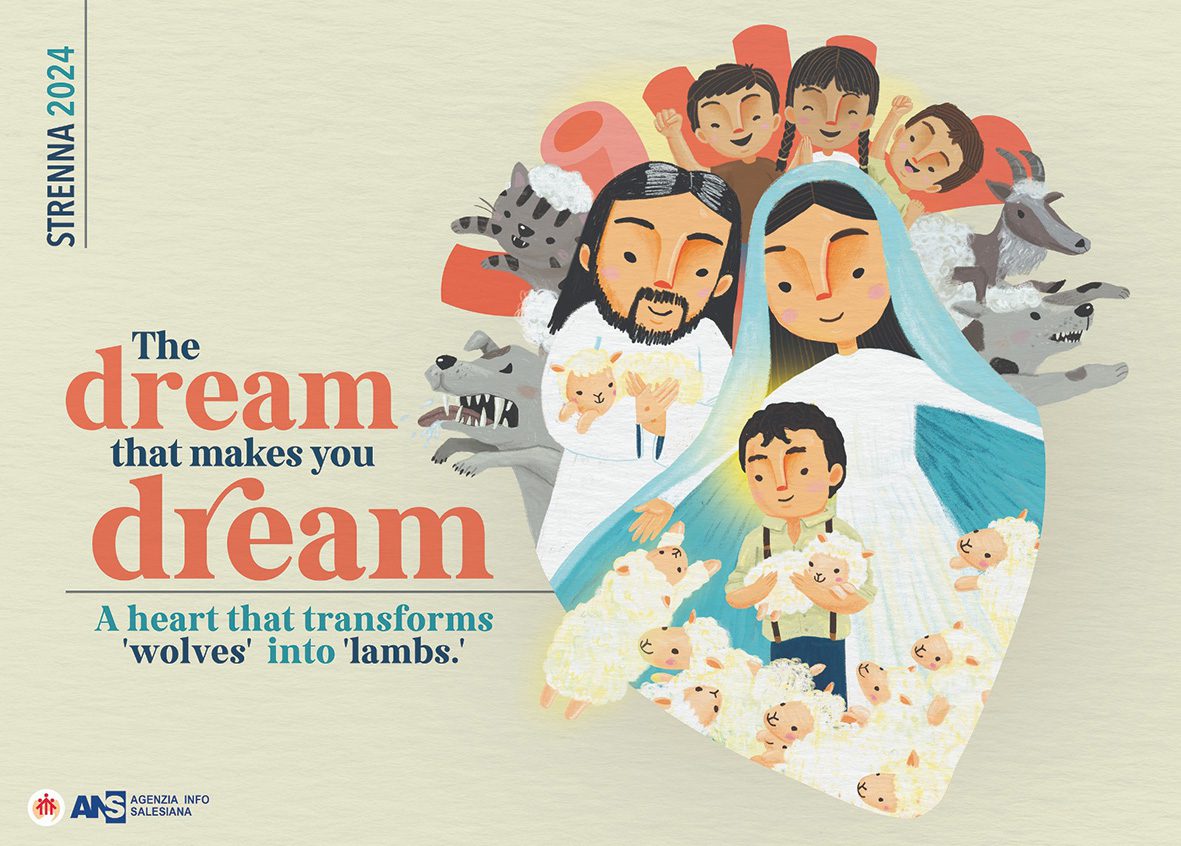 STRENNA 2024
The
dream
that makes you
dream
A heart that transforms
'wolves' into 'lambs.'
ANS AGENZIA INFO
SALESIANA